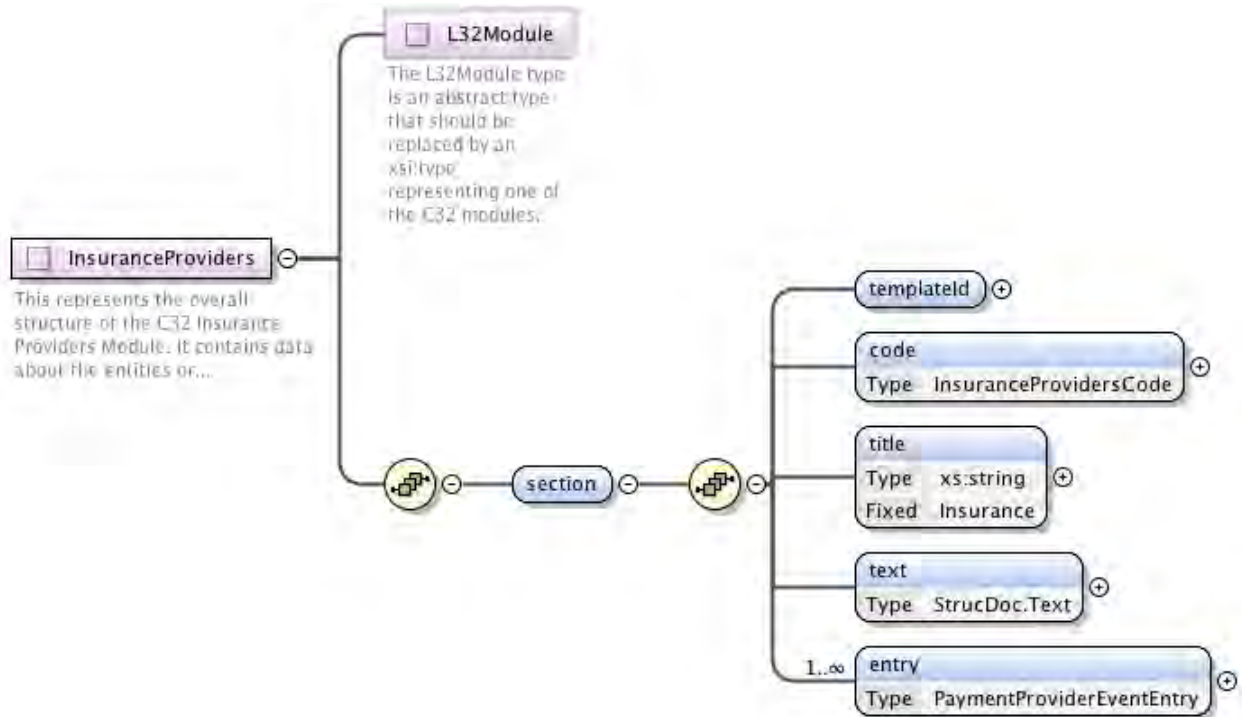 L32Module
The L32Module type
is an abstract type
that should be
replaced by an
xsi:type
representing one of
the C32 modules.
InsuranceProviders
This represents the overall
structure of the C32 Insurance
Providers Module. It contains data
about the entities or...
section
templateId
code
Type InsuranceProvidersCode
title
Type xs:string
Fixed Insurance
text
Type StrucDoc.Text
1..∞
entry
Type PaymentProviderEventEntry